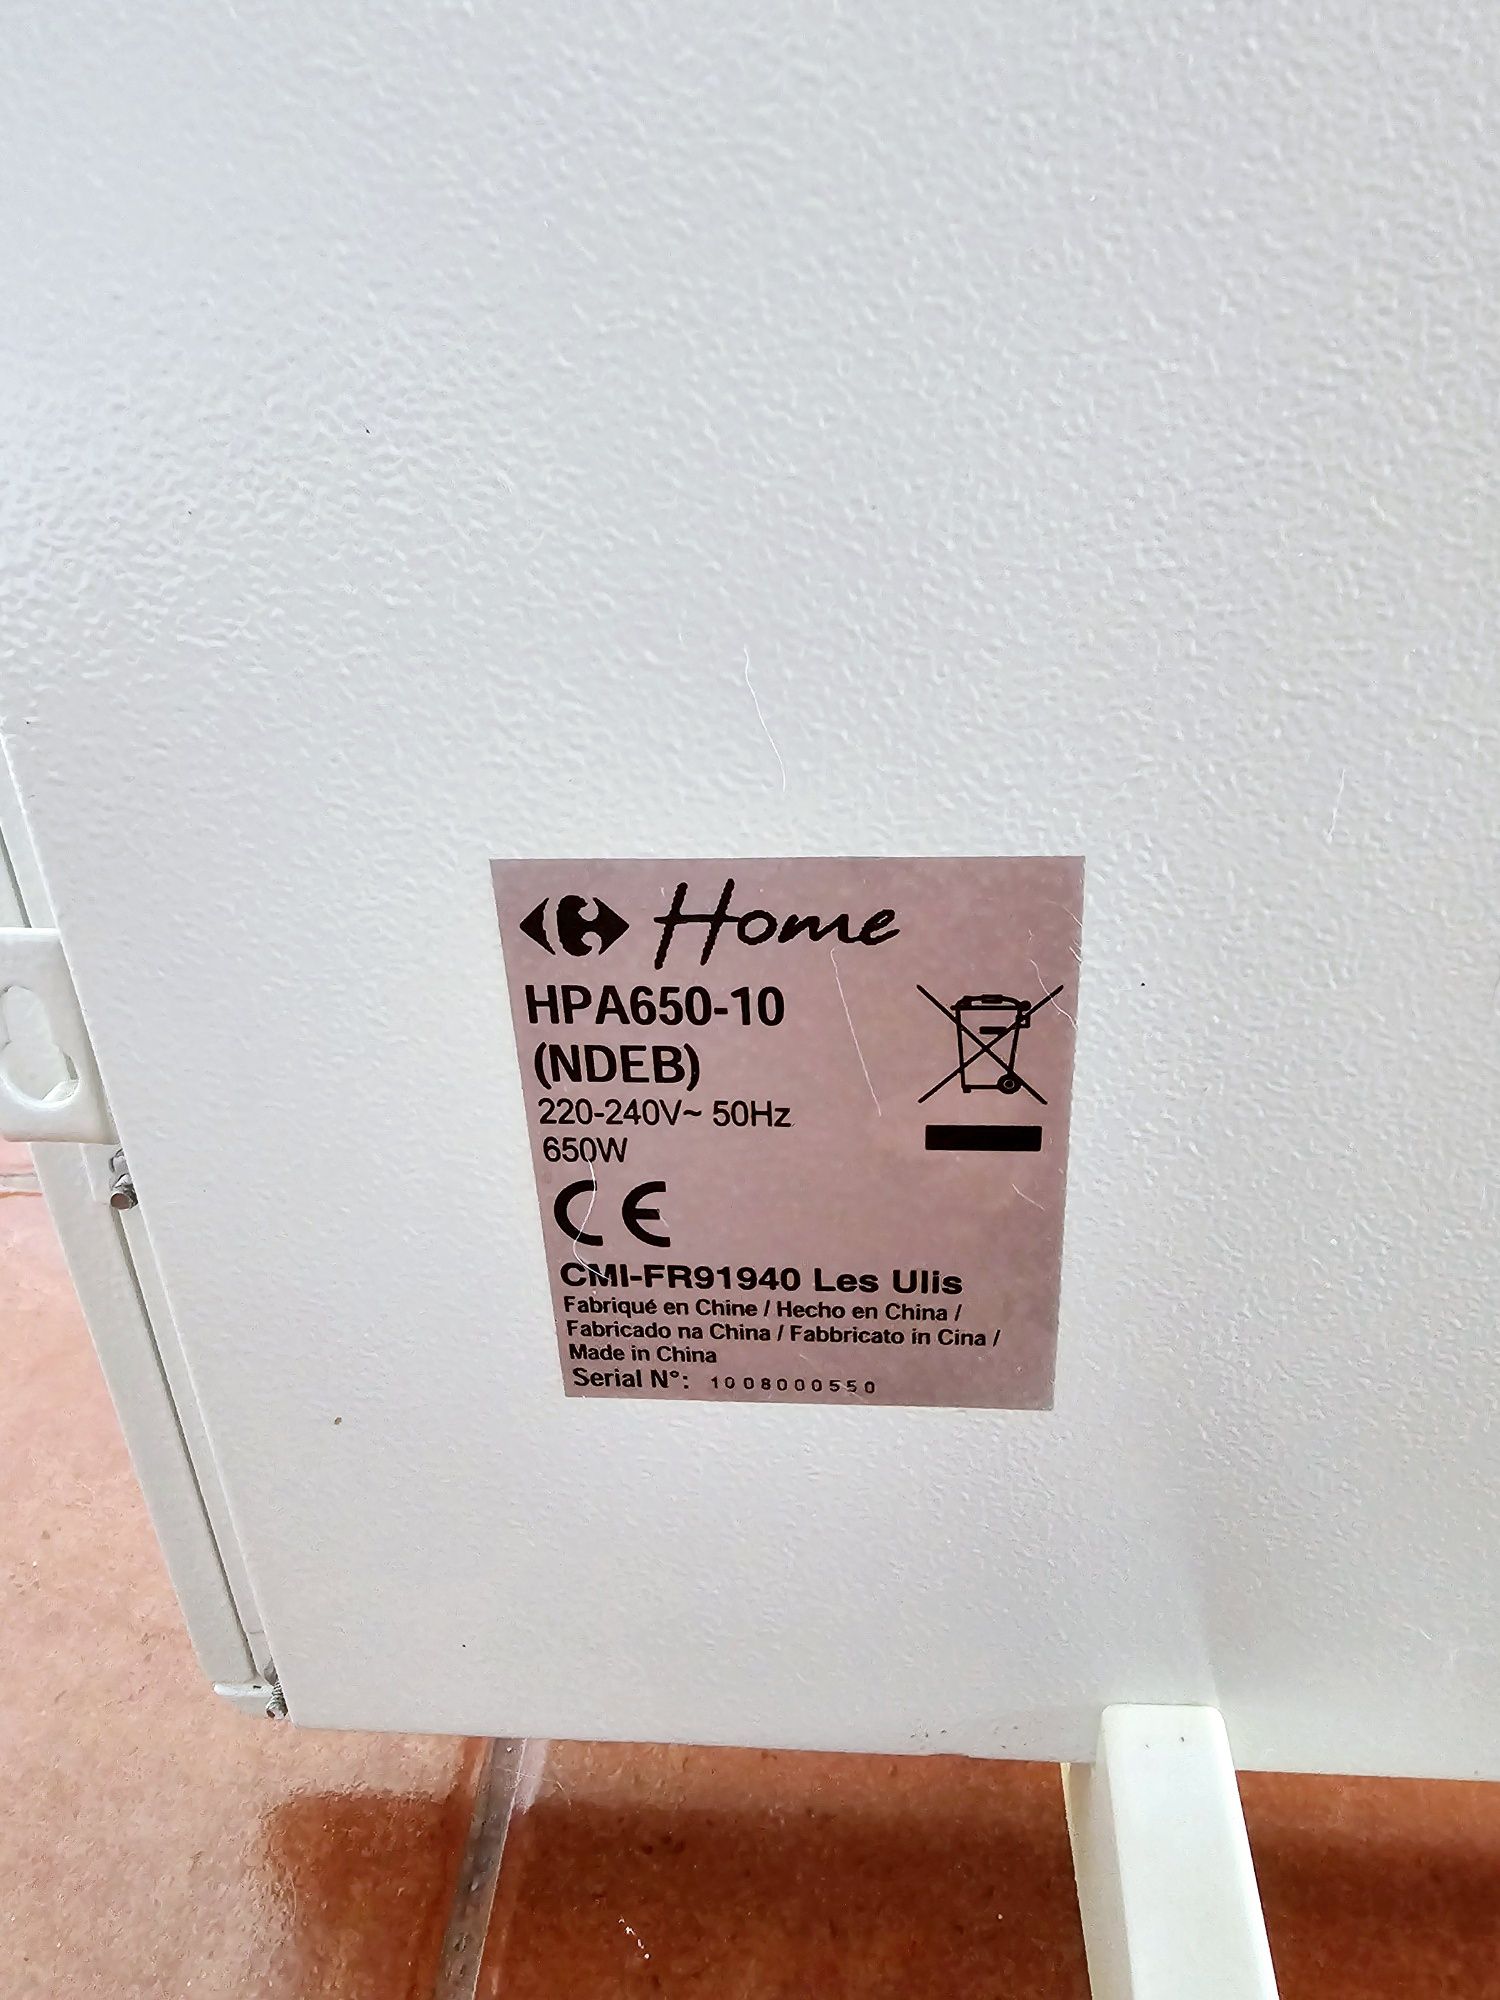 Home
HPA650-10
(NDEB)
220-240V~ 50Hz
650W
CE
CMI-FR91940 Les Ulis
Fabriqué en Chine / Hecho en China /
Fabricado na China / Fabbricato in Cina /
Made in China
Serial N°: 1008000550